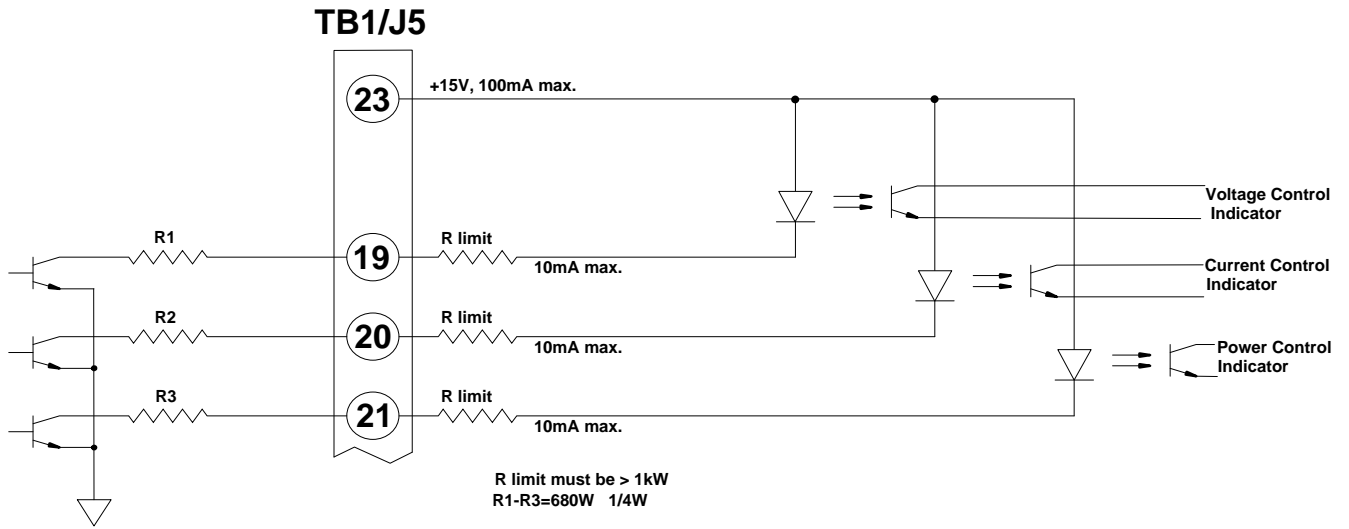 TB1/J5
23
+15V, 100mA max.
Voltage Control
Indicator
R1
19
R limit
10mA max.
Current Control
Indicator
R2
20
R limit
10mA max.
Power Control
Indicator
R3
21
R limit
10mA max.
R limit must be > 1kW
R1-R3=680W 1/4W